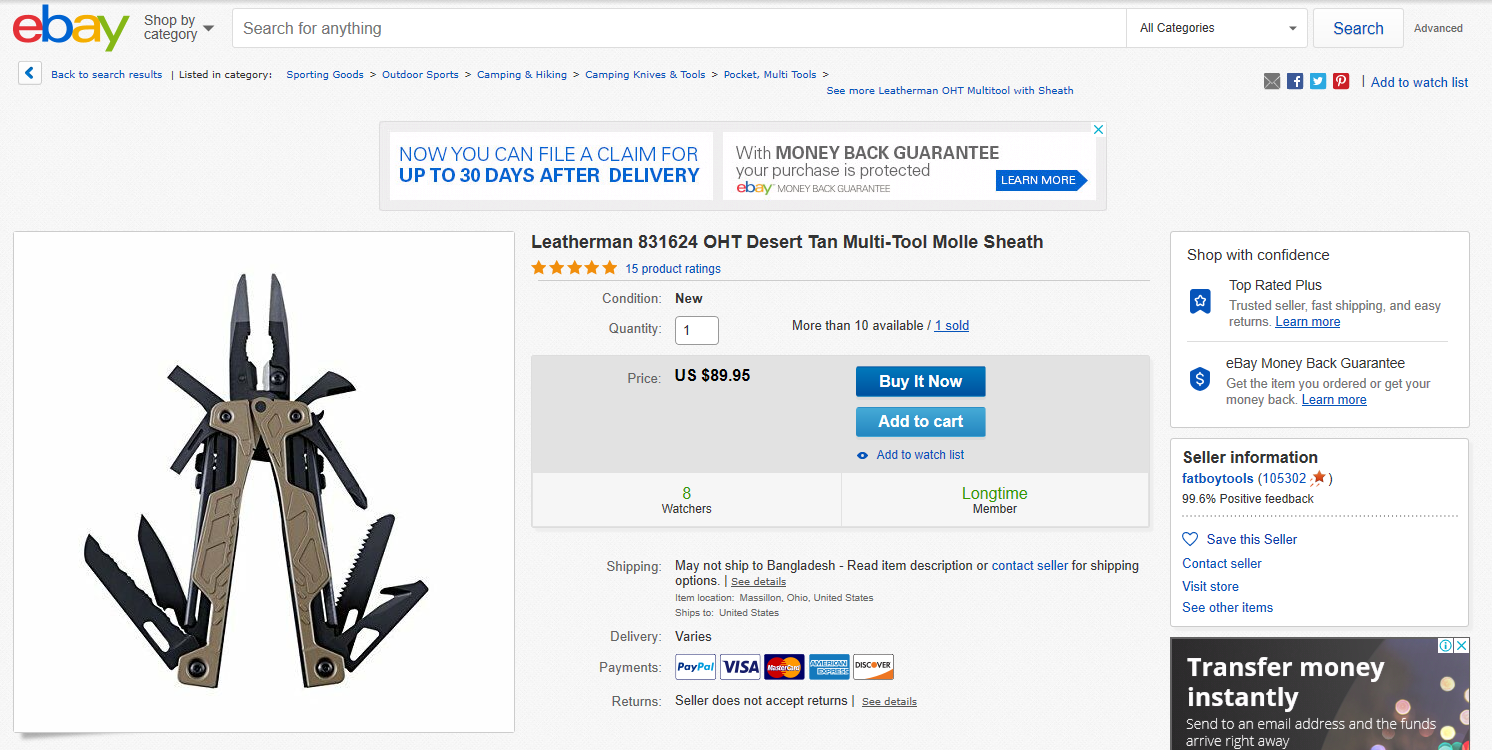 ebay
Shop by
category
Search for anything
All Categories
Search
Advanced
Back to search results | Listed in category: Sporting Goods > Outdoor Sports > Camping & Hiking > Camping Knives & Tools > Pocket, Multi Tools >
See more Leatherman OHT Multitool with Sheath
| Add to watch list
NOW YOU CAN FILE A CLAIM FOR
UP TO 30 DAYS AFTER DELIVERY
With MONEY BACK GUARANTEE
your purchase is protected
ebay MONEY BACK GUARANTEE
LEARN MORE
Leatherman 831624 OHT Desert Tan Multi-Tool Molle Sheath
15 product ratings
Condition: New
Quantity: 1
More than 10 available / 1 sold
Price: US $89.95
Buy It Now
Add to cart
Add to watch list
8
Watchers
Longtime
Member
Shipping: May not ship to Bangladesh - Read item description or contact seller for shipping
options. | See details
Item location: Massillon, Ohio, United States
Ships to: United States
Delivery: Varies
Payments: PayPal VISA MasterCard AMERICAN EXPRESS DISCOVER
Returns: Seller does not accept returns | See details
Shop with confidence
Top Rated Plus
Trusted seller, fast shipping, and easy
returns. Learn more
eBay Money Back Guarantee
Get the item you ordered or get your
money back. Learn more
Seller information
fatboytools (105302 )
99.6% Positive feedback
Save this Seller
Contact seller
Visit store
See other items
Transfer money
instantly
Send to an email address and the funds
arrive right away